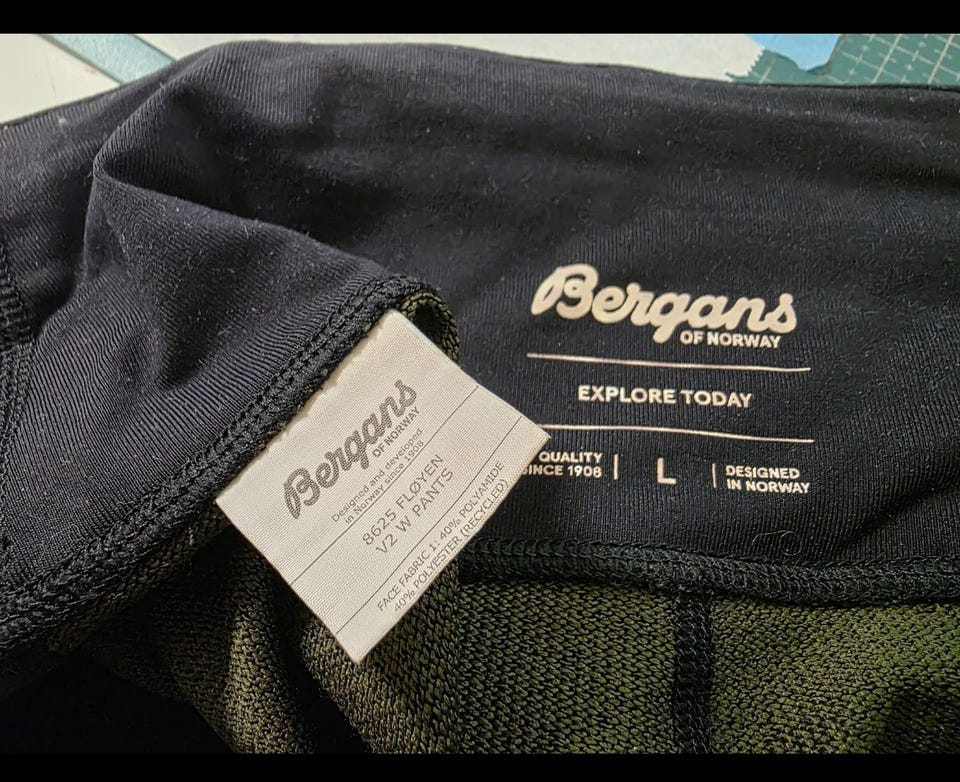 Bergans
OF NORWAY
EXPLORE TODAY
QUALITY
SINCE 1908
L
DESIGNED
IN NORWAY
Bergans
OF NORWAY
Designed and developed
in Norway since 1908
8625 FLØYEN
V2 W PANTS
FACE FABRIC 1: 40% POLYAMIDE
40% POLYESTER (RECYCLED)